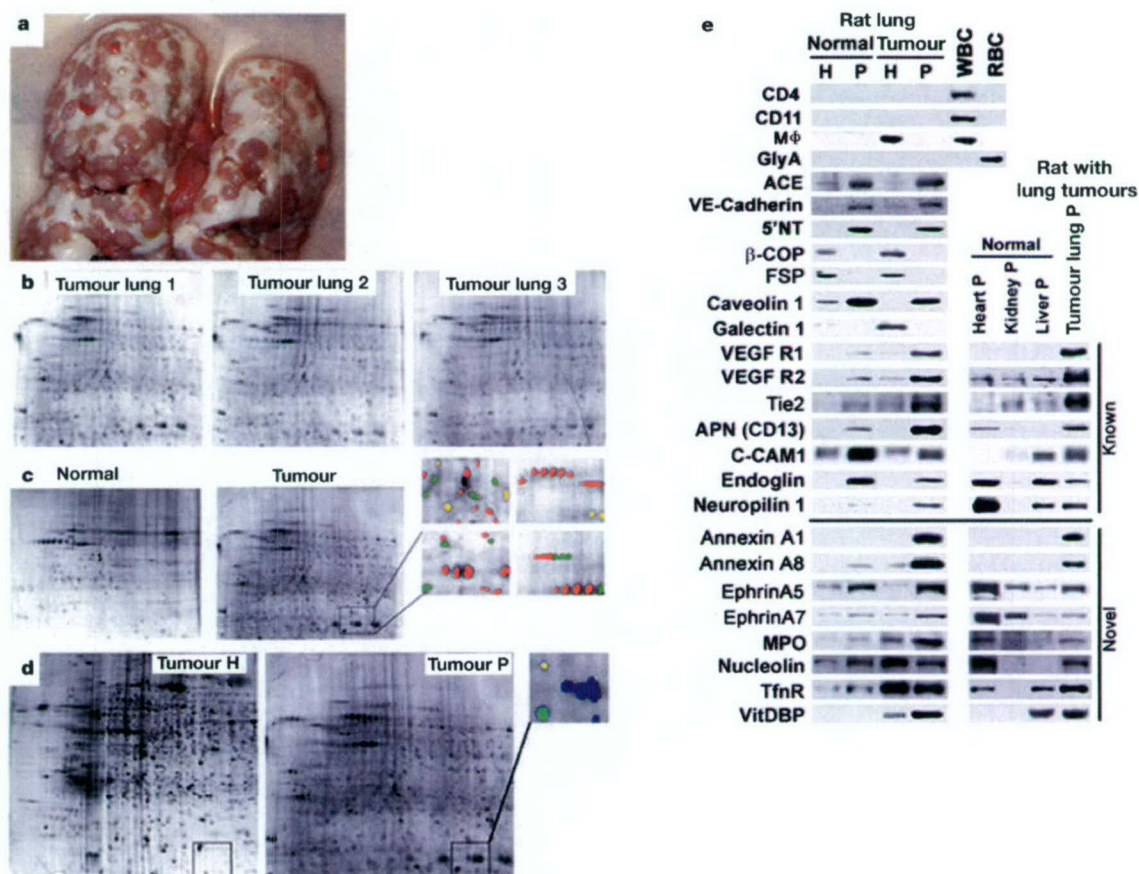 a
b
Tumour lung 1
Tumour lung 2
Tumour lung 3
c
Normal
Tumour
d
Tumour H
Tumour P
e
Rat lung
Normal Tumour
H P H P
WBC
RBC
CD4
CD11
MΦ
GlyA
ACE
VE-Cadherin
5'NT
β-COP
FSP
Caveolin 1
Galectin 1
VEGF R1
VEGF R2
Tie2
APN (CD13)
C-CAM1
Endoglin
Neuropilin 1
Annexin A1
Annexin A8
EphrinA5
EphrinA7
MPO
Nucleolin
TfnR
VitDBP
Rat with
lung tumours
Normal
Heart P
Kidney P
Liver P
Tumour lung P
Known
Novel